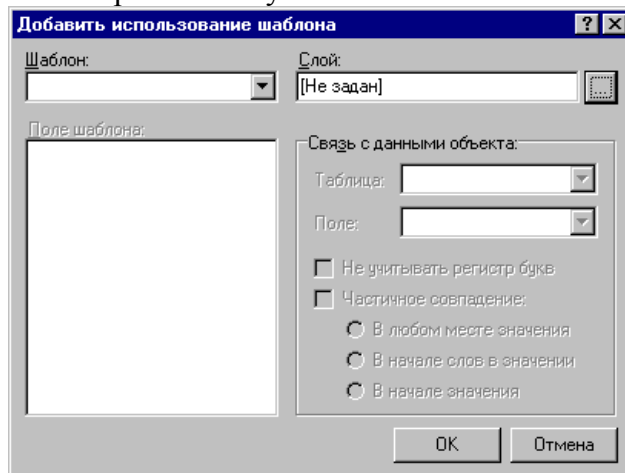 Добавить использование шаблона
Шаблон:
Слой:
[Не задан]
...
Поле шаблона:
Связь с данными объекта:
Таблица:
Поле:
Не учитывать регистр букв
Частичное совпадение:
В любом месте значения
В начале слов в значении
В начале значения
OK
Отмена